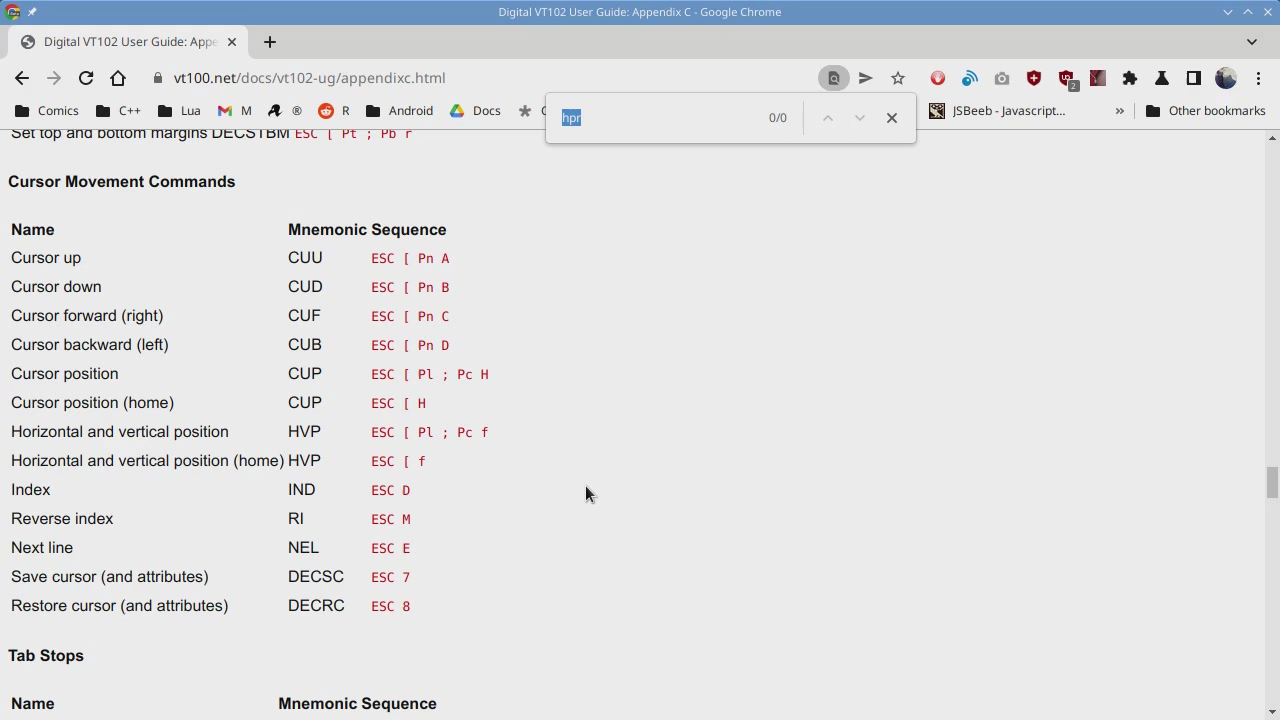 Digital VT102 User Guide: Appendix C - Google Chrome
Digital VT102 User Guide: Appe
vt100.net/docs/vt102-ug/appendixc.html
2
Comics C++ Lua M ® R Android Docs JSBeeb - Javascript... » Other bookmarks
hpr 0/0
Set top and bottom margins DECSTBM ESC [ Pt ; Pb r
Cursor Movement Commands
Name Mnemonic Sequence
Cursor up CUU ESC [ Pn A
Cursor down CUD ESC [ Pn B
Cursor forward (right) CUF ESC [ Pn C
Cursor backward (left) CUB ESC [ Pn D
Cursor position CUP ESC [ Pl ; Pc H
Cursor position (home) CUP ESC [ H
Horizontal and vertical position HVP ESC [ Pl ; Pc f
Horizontal and vertical position (home) HVP ESC [ f
Index IND ESC D
Reverse index RI ESC M
Next line NEL ESC E
Save cursor (and attributes) DECSC ESC 7
Restore cursor (and attributes) DECRC ESC 8
Tab Stops
Name Mnemonic Sequence